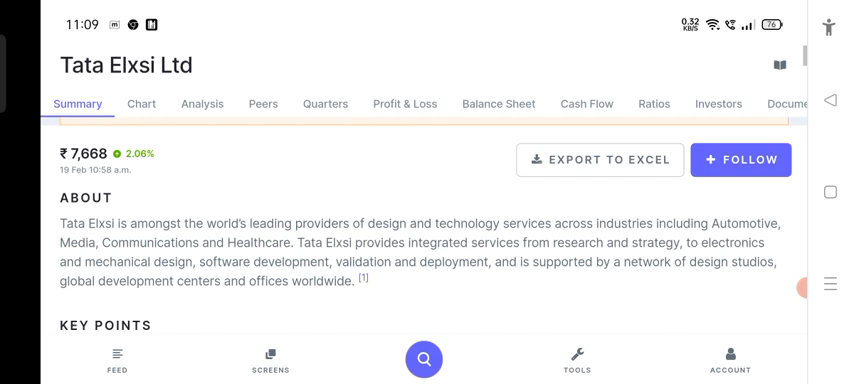 11:09
0.32
KB/S
76
Tata Elxsi Ltd
Summary Chart Analysis Peers Quarters Profit & Loss Balance Sheet Cash Flow Ratios Investors Docume
₹ 7,668 2.06%
19 Feb 10:58 a.m.
EXPORT TO EXCEL
+ FOLLOW
ABOUT
Tata Elxsi is amongst the world's leading providers of design and technology services across industries including Automotive,
Media, Communications and Healthcare. Tata Elxsi provides integrated services from research and strategy, to electronics
and mechanical design, software development, validation and deployment, and is supported by a network of design studios,
global development centers and offices worldwide. [1]
KEY POINTS
FEED SCREENS TOOLS ACCOUNT